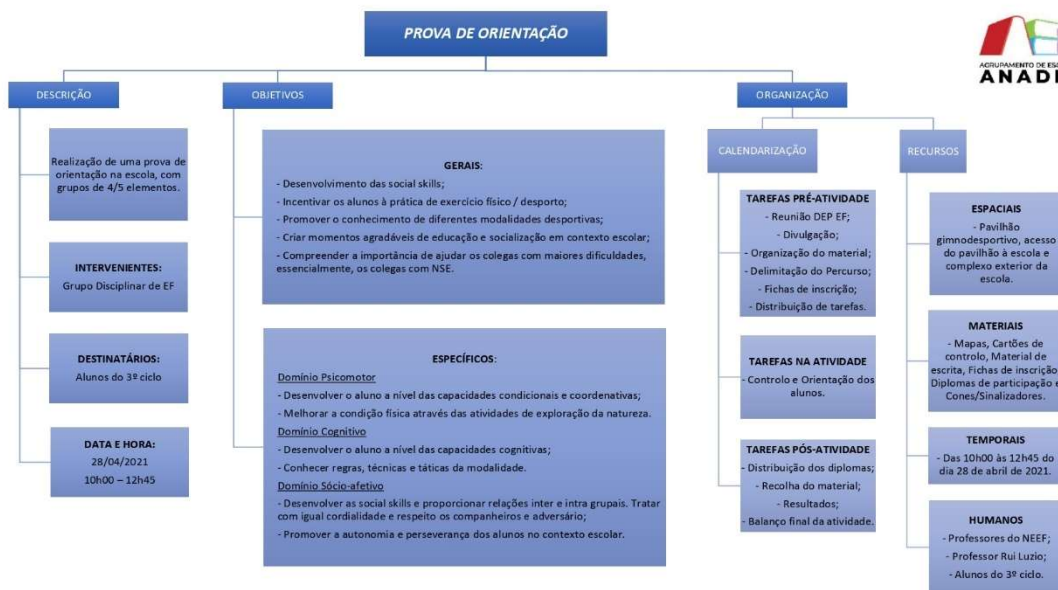 PROVA DE ORIENTAÇÃO
AGRUPAMENTO DE
DESCRIÇÃO
Realização de uma prova de
orientação na escola, com
grupos de 4/5 elementos.
INTERVENIENTES:
Grupo Disciplinar de EF
DESTINATÁRIOS:
Alunos do 3º ciclo
DATA E HORA:
28/04/2021
10h00 – 12h45
OBJETIVOS
GERAIS:
- Desenvolvimento das social skills;
- Incentivar os alunos à prática de exercício físico / desporto;
- Promover o conhecimento de diferentes modalidades desportivas;
- Criar momentos agradáveis de educação e socialização em contexto escolar;
- Compreender a importância de ajudar os colegas com maiores dificuldades,
essencialmente, os colegas com NSE.
ESPECÍFICOS:
Domínio Psicomotor
- Desenvolver o aluno a nível das capacidades condicionais e coordenativas;
- Melhorar a condição física através das atividades de exploração da natureza.
Domínio Cognitivo
- Desenvolver o aluno a nível das capacidades cognitivas;
- Conhecer regras, técnicas e táticas da modalidade.
Domínio Sócio-afetivo
- Desenvolver as social skills e proporcionar relações inter e intra grupais. Tratar
com igual cordialidade e respeito os companheiros e adversário;
- Promover a autonomia e perseverança dos alunos no contexto escolar.
ORGANIZAÇÃO
CALENDARIZAÇÃO
TAREFAS PRÉ-ATIVIDADE
- Reunião DEP EF;
- Divulgação;
- Organização do material;
- Delimitação do Percurso;
- Fichas de inscrição;
- Distribuição de tarefas.
TAREFAS NA ATIVIDADE
- Controlo e Orientação dos
alunos.
TAREFAS PÓS-ATIVIDADE
- Distribuição dos diplomas;
- Recolha do material;
- Resultados;
- Balanço final da atividade.
RECURSOS
ESPACIAIS
- Pavilhão
gimnodesportivo, acesso
do pavilhão à escola e
complexo exterior da
escola.
MATERIAIS
- Mapas, Cartões de
controlo, Material de
escrita, Fichas de inscrição
Diplomas de participação e
Cones/Sinalizadores.
TEMPORAIS
- Das 10h00 às 12h45 do
dia 28 de abril de 2021.
HUMANOS
- Professores do NEEF;
- Professor Rui Luzio;
- Alunos do 3º ciclo.